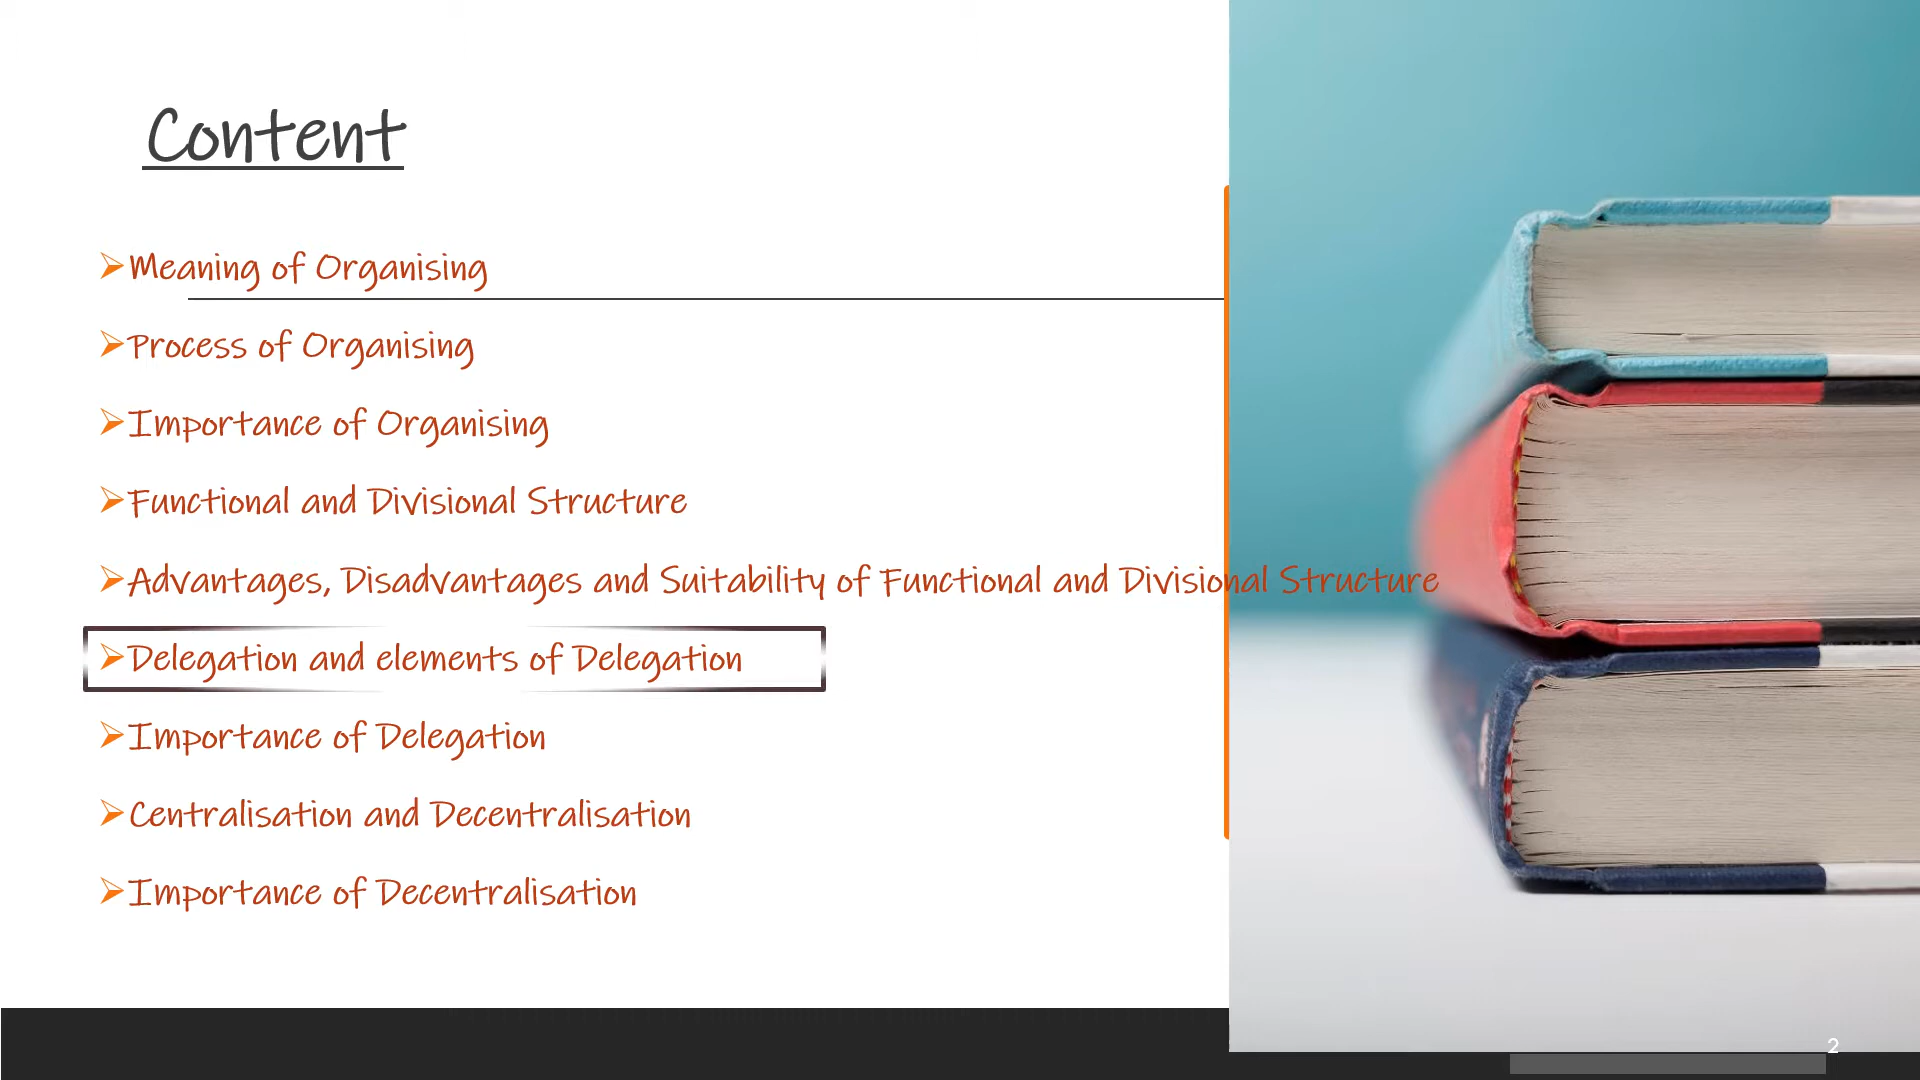 Content
Meaning of Organising
Process of Organising
Importance of Organising
Functional and Divisional Structure
Advantages, Disadvantages and Suitability of Functional and Divisional Structure
Delegation and elements of Delegation
Importance of Delegation
Centralisation and Decentralisation
Importance of Decentralisation
2